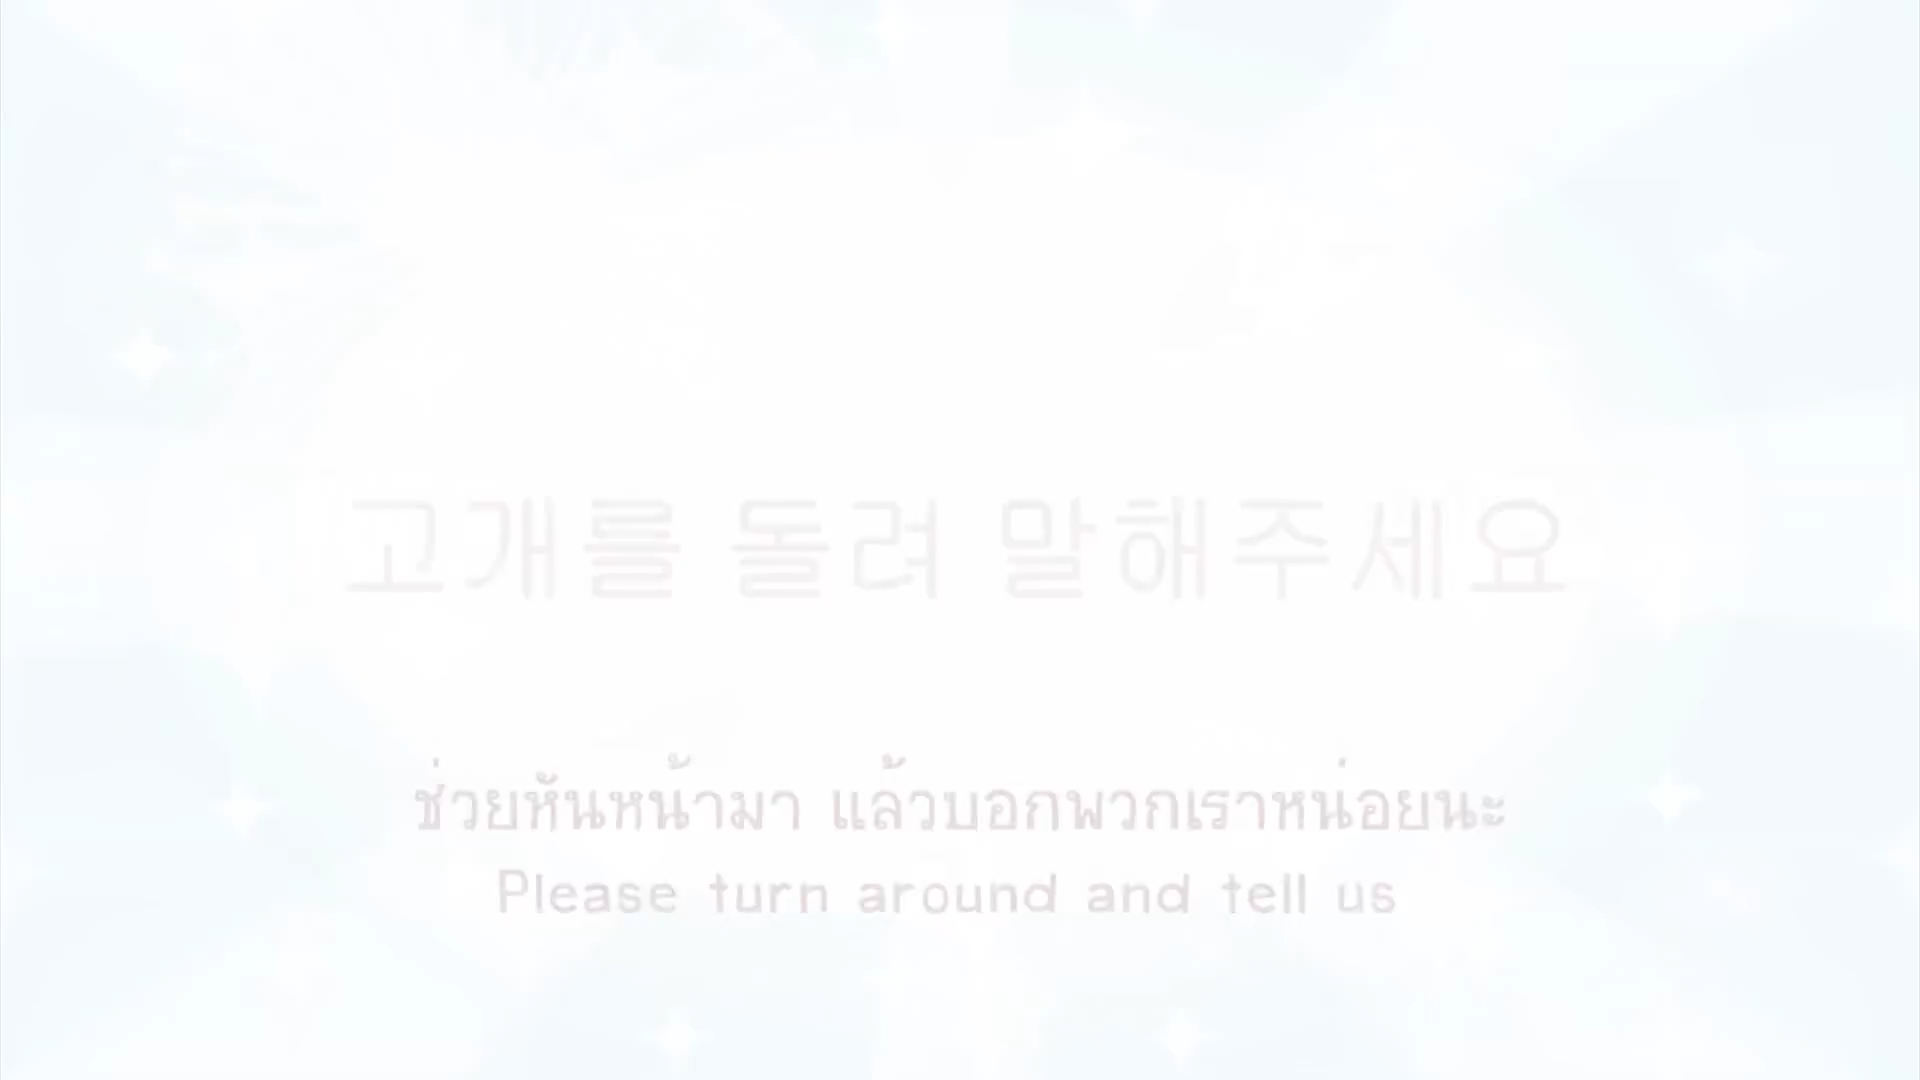 고개를 돌려 말해주세요
ช่วยหันหน้ามา แล้วบอกพวกเราหน่อยนะ
Please turn around and tell us